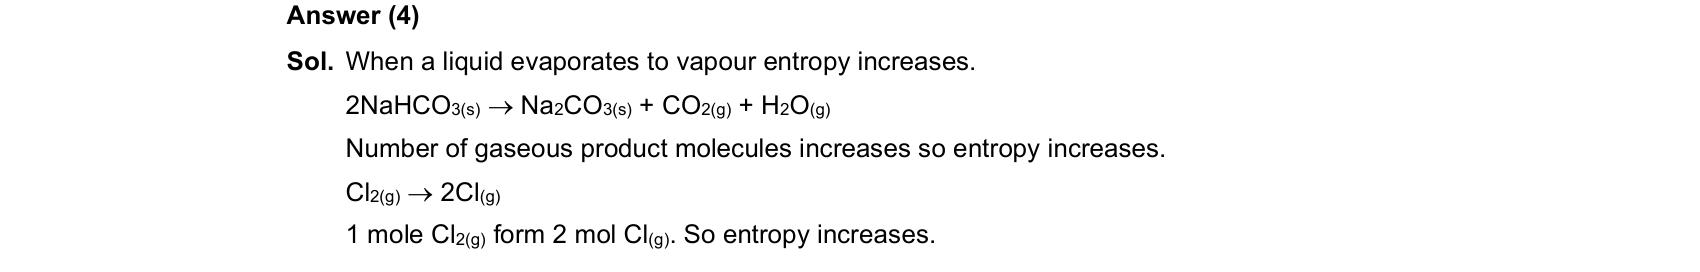 Answer (4)
Sol. When a liquid evaporates to vapour entropy increases.
2NaHCO3(s) → Na2CO3(s) + CO2(g) + H2O(g)
Number of gaseous product molecules increases so entropy increases.
Cl2(g) → 2Cl(g)
1 mole Cl2(g) form 2 mol Cl(g). So entropy increases.